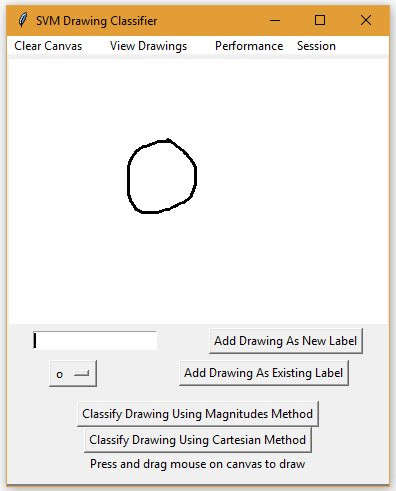 SVM Drawing Classifier
Clear Canvas View Drawings Performance Session
Add Drawing As New Label
o Add Drawing As Existing Label
Classify Drawing Using Magnitudes Method
Classify Drawing Using Cartesian Method
Press and drag mouse on canvas to draw